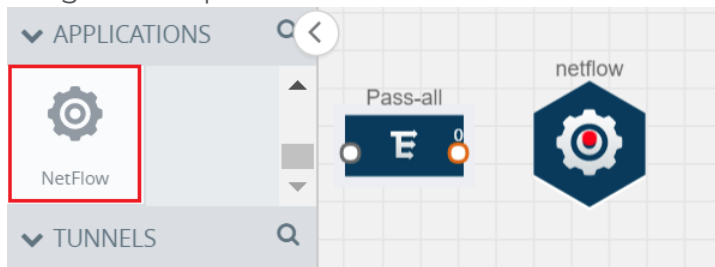 APPLICATIONS
NetFlow
TUNNELS
Pass-all
0
netflow